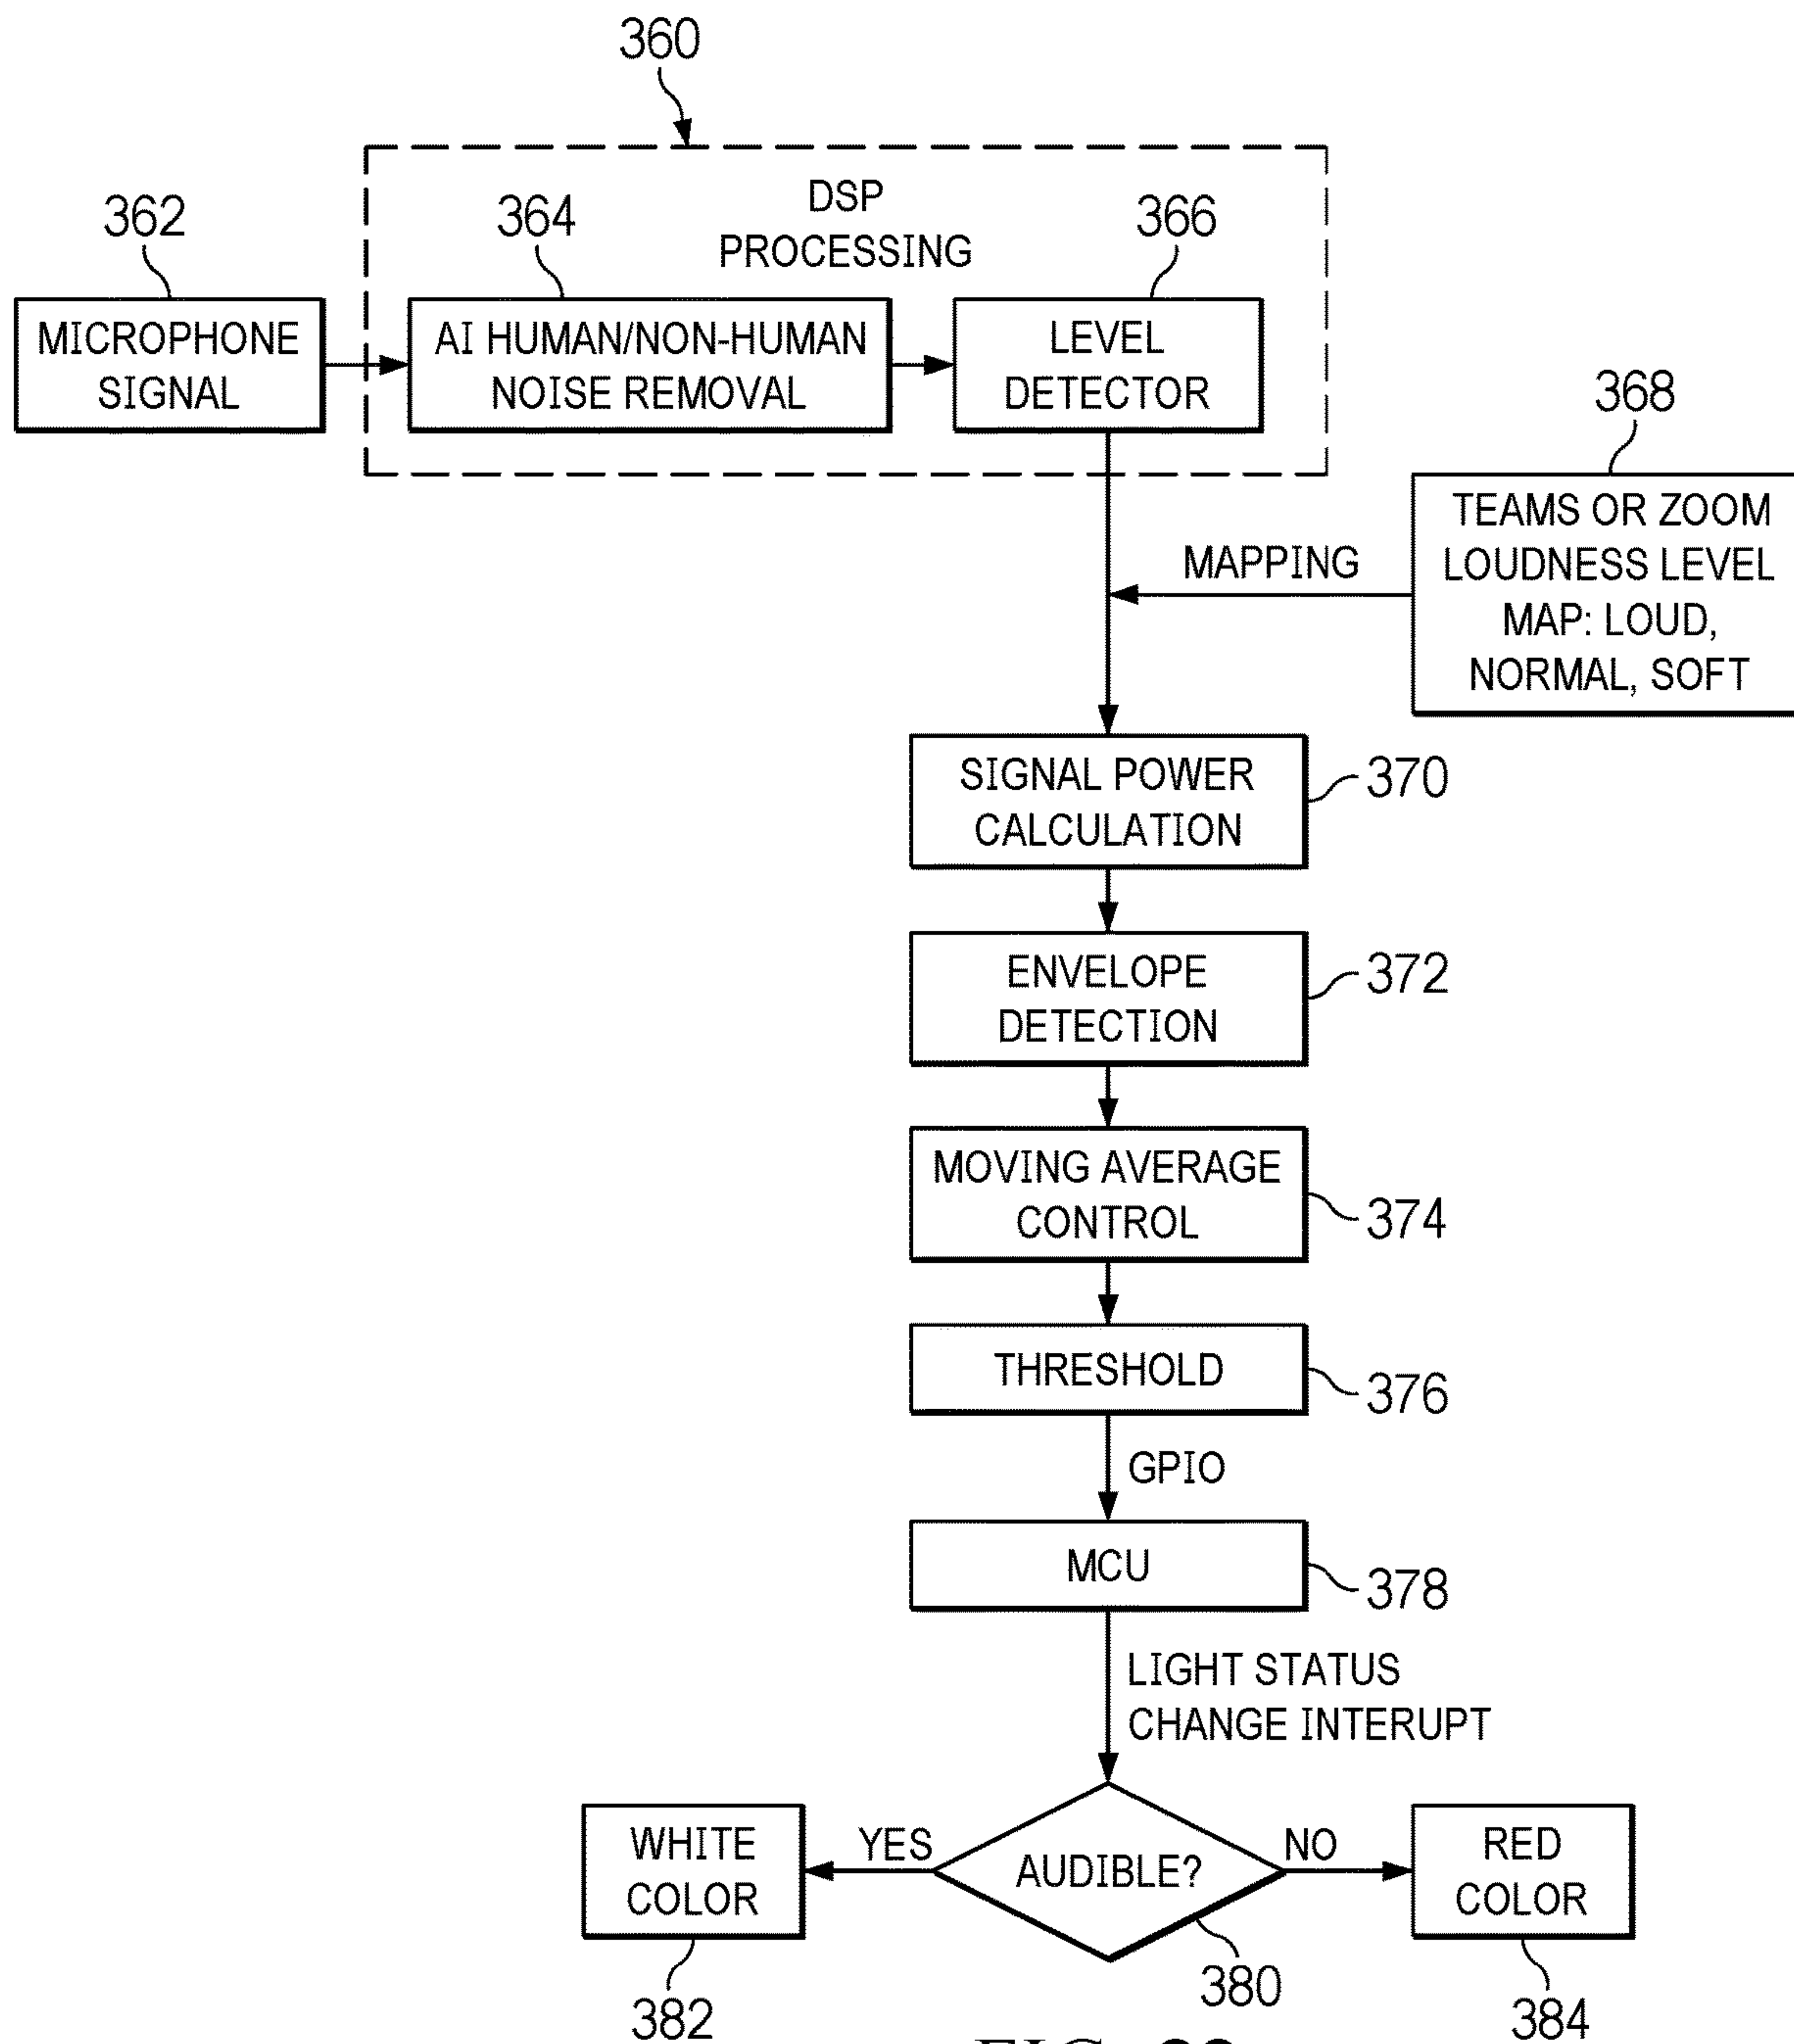 360
DSP
PROCESSING
362
364
366
MICROPHONE
SIGNAL
AI HUMAN/NON-HUMAN
NOISE REMOVAL
LEVEL
DETECTOR
368
TEAMS OR ZOOM
LOUDNESS LEVEL
MAP: LOUD,
NORMAL, SOFT
MAPPING
SIGNAL POWER
CALCULATION
370
ENVELOPE
DETECTION
372
MOVING AVERAGE
CONTROL
374
THRESHOLD
376
GPIO
MCU
378
LIGHT STATUS
CHANGE INTERUPT
WHITE
COLOR
YES
AUDIBLE?
NO
RED
COLOR
382
380
384